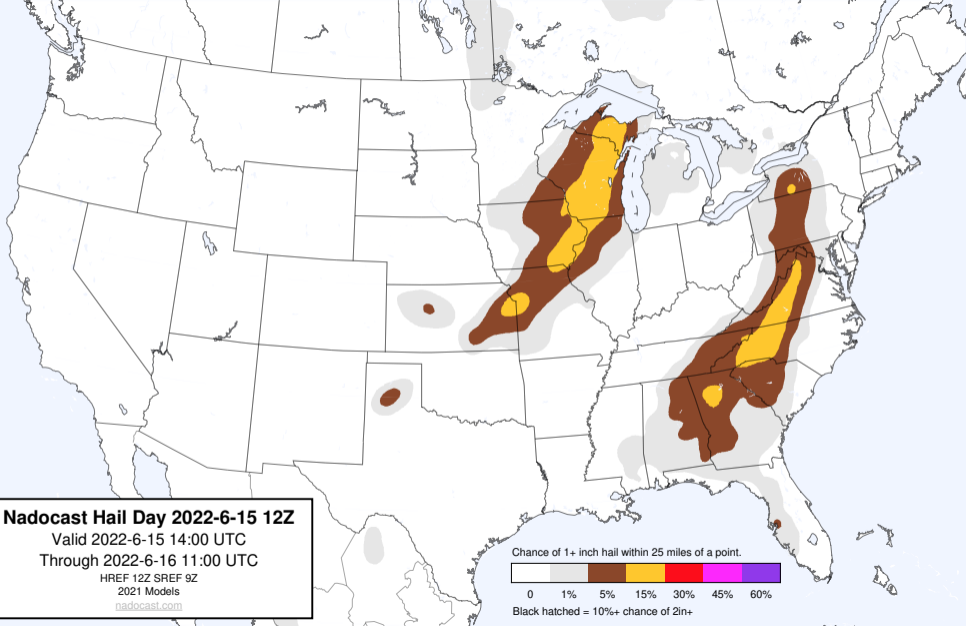 Nadocast Hail Day 2022-6-15 12Z
Valid 2022-6-15 14:00 UTC
Through 2022-6-16 11:00 UTC
HREF 12Z SREF 9Z
2021 Models
nadocast.com
Chance of 1+ inch hail within 25 miles of a point.
0 1% 5% 15% 30% 45% 60%
Black hatched = 10%+ chance of 2in+